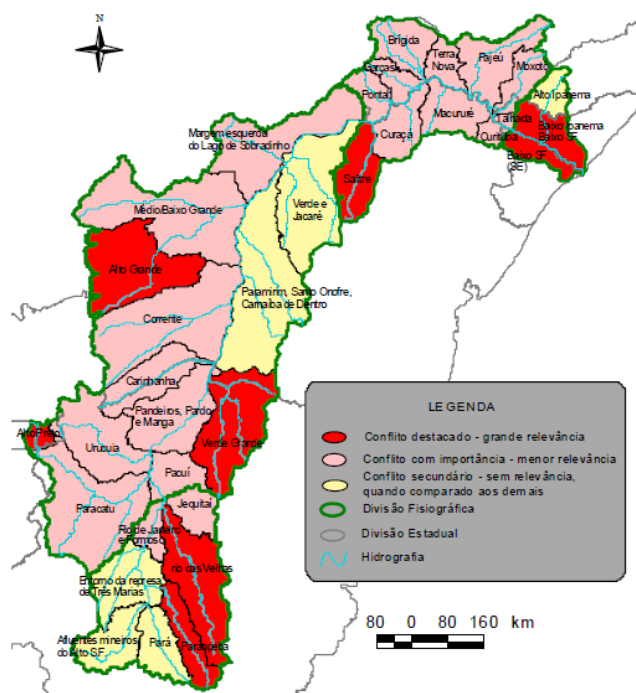 N
Brígida
Terra
Nova
Pajeú
Garças
Moxotó
Pontal
Alto Ipanema
Macururé
Talhada
Baixo Ipanema
Baixo SF
Curaçá
Curituba
Baixo SF
(SE)
Margem esquerda
do Lago de Sobradinho
Salitre
Verde e
Jacaré
Médio/Baixo Grande
Alto Grande
Paramirim, Santo Onofre,
Carnaíba de Dentro
Corrente
Carinhanha
Pandeiros, Pardo
e Manga
Alto Preto
Urucuia
Verde Grande
Pacuí
Paracatu
Jequitaí
Rio de Janeiro
e Formoso
rio das Velhas
Entorno da represa
de Três Marias
Afluentes mineiros
do Alto SF
Pará
Paraopeba
LEGENDA
Conflito destacado - grande relevância
Conflito com importância - menor relevância
Conflito secundário - sem relevância,
quando comparado aos demais
Divisão Fisiográfica
Divisão Estadual
Hidrografia
80 0 80 160 km